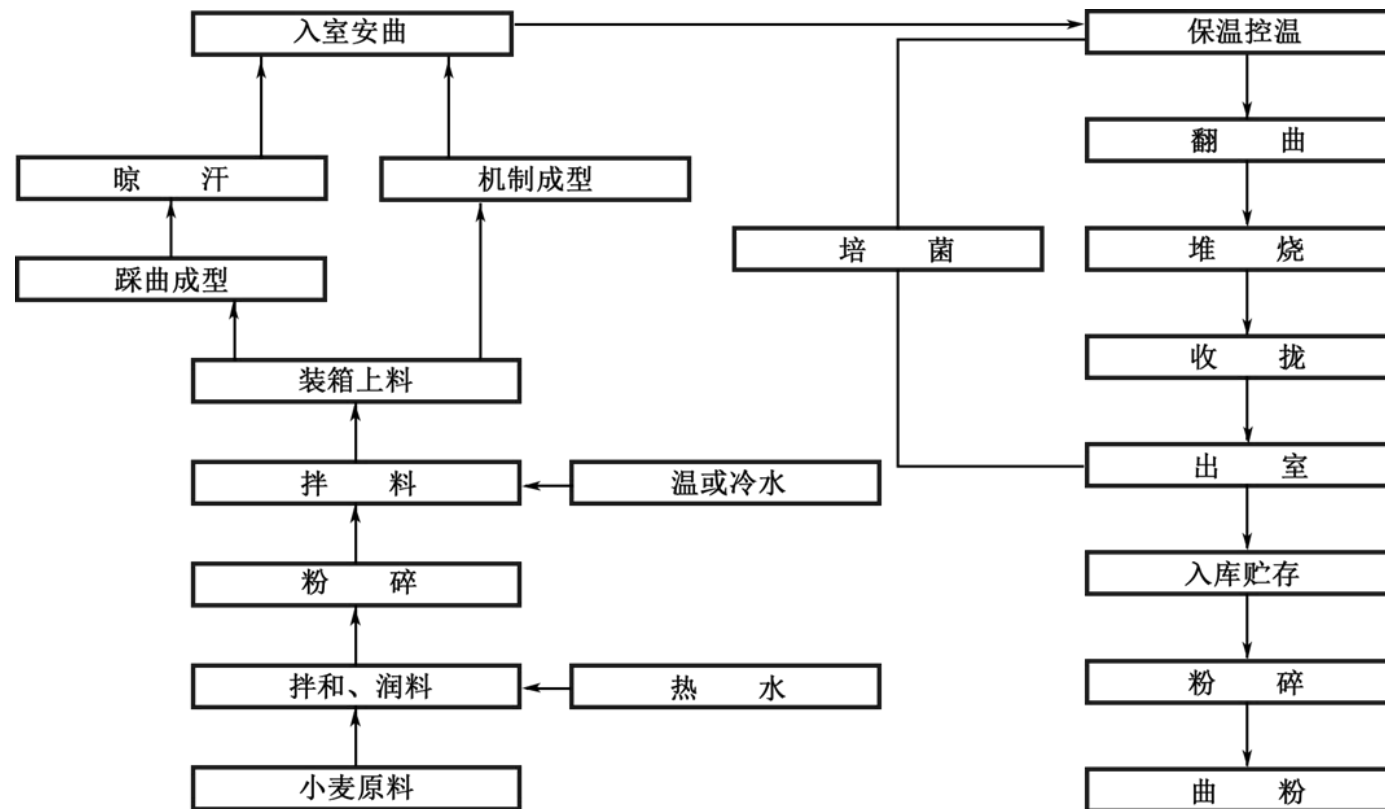 入室安曲
保温控温
翻 曲
晾 汗
机制成型
培 菌
堆 烧
踩曲成型
收 拢
装箱上料
出 室
拌 料
温或冷水
入库贮存
粉 碎
拌和、润料
热 水
粉 碎
小麦原料
曲 粉